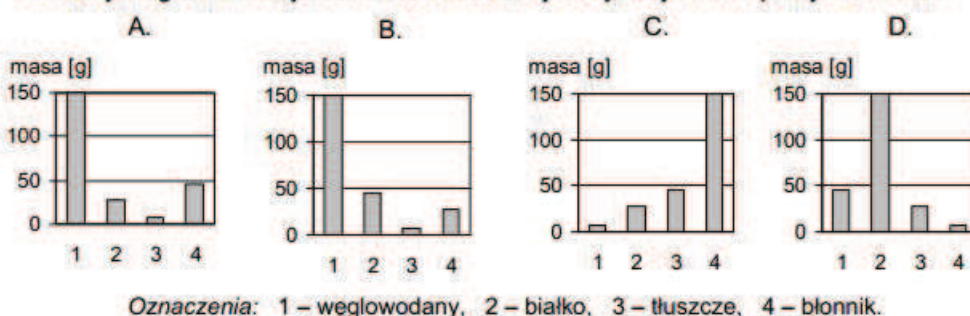 A. B. C. D.
masa [g] masa [g] masa [g] masa [g]
150 150 150 150
100 100 100 100
50 50 50 50
0 0 0 0
1 2 3 4 1 2 3 4 1 2 3 4 1 2 3 4
Oznaczenia: 1 – węglowodany, 2 – białko, 3 – tłuszcze, 4 – błonnik.